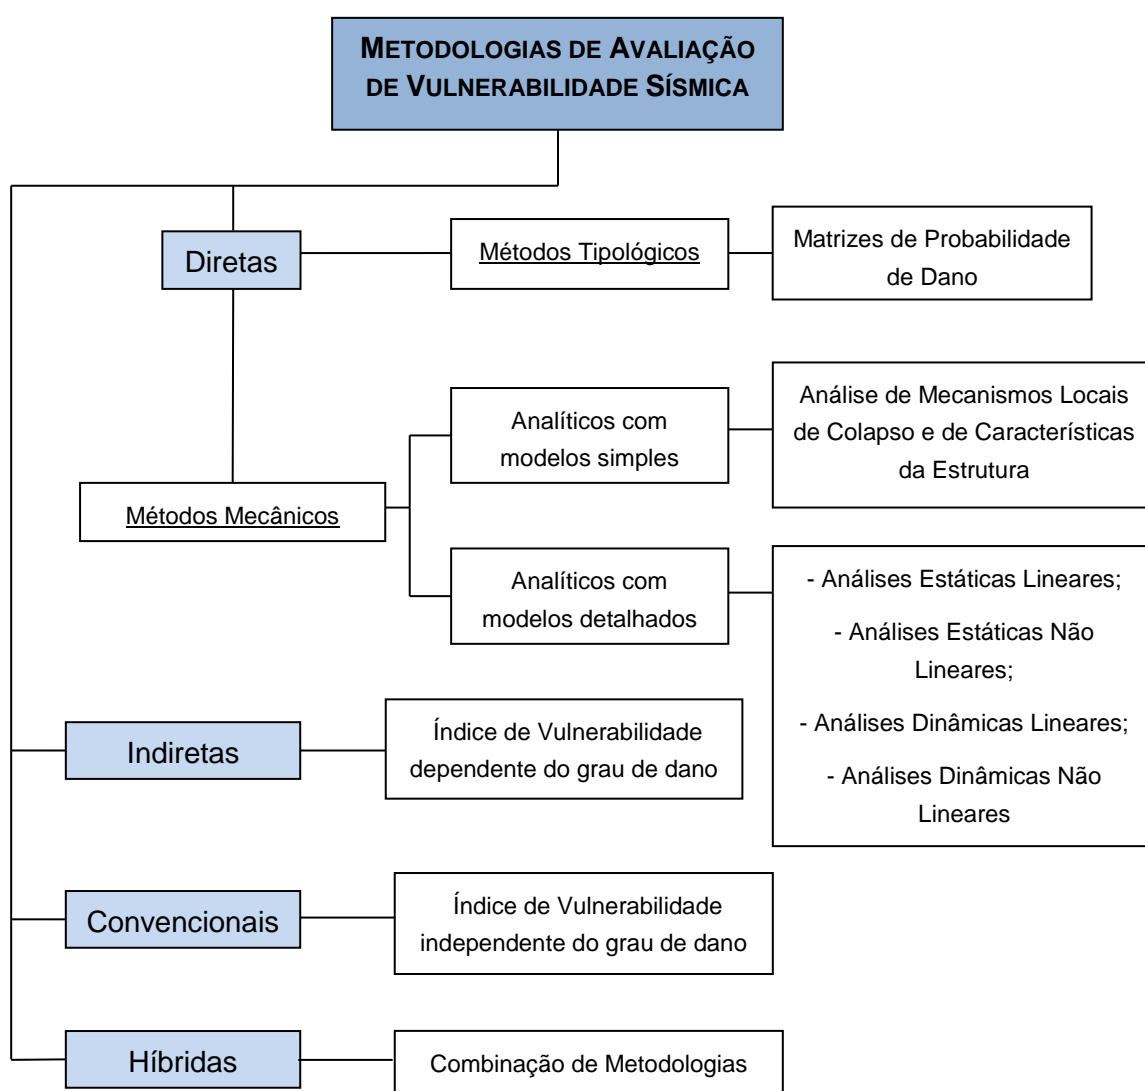 METODOLOGIAS DE AVALIAÇÃO
DE VULNERABILIDADE SÍSMICA
Diretas
Métodos Tipológicos
Matrizes de Probabilidade
de Dano
Métodos Mecânicos
Analíticos com
modelos simples
Análise de Mecanismos Locais
de Colapso e de Características
da Estrutura
Analíticos com
modelos detalhados
- Análises Estáticas Lineares;
- Análises Estáticas Não
Lineares;
- Análises Dinâmicas Lineares;
- Análises Dinâmicas Não
Lineares
Indiretas
Índice de Vulnerabilidade
dependente do grau de dano
Convencionais
Índice de Vulnerabilidade
independente do grau de dano
Híbridas
Combinação de Metodologias